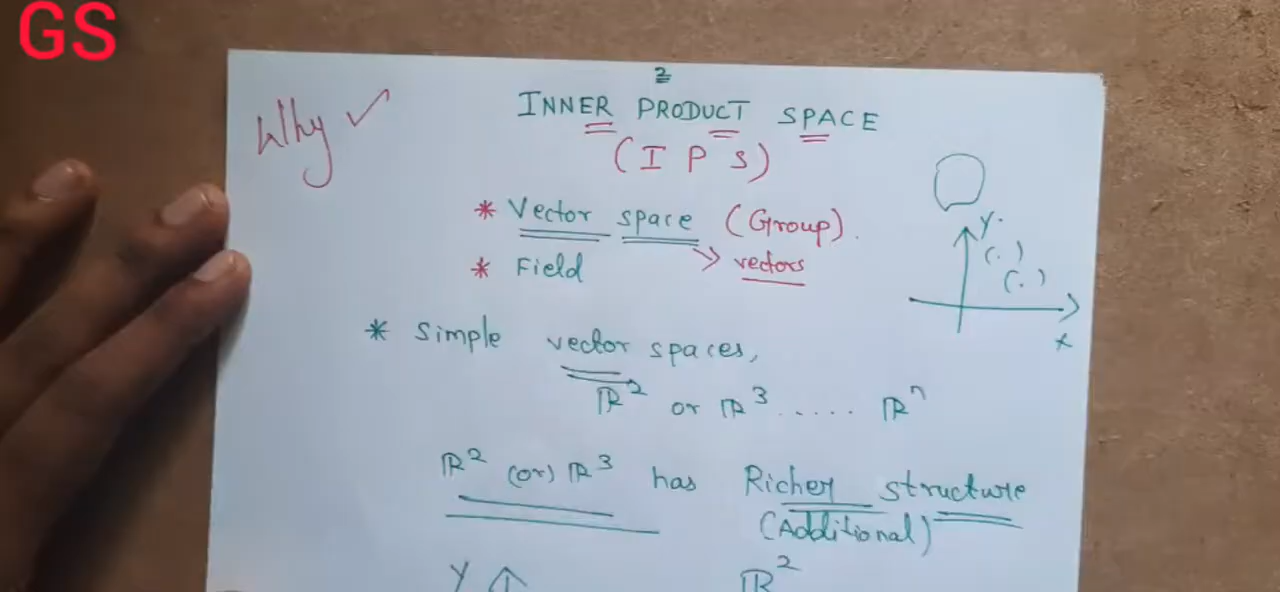 GS
Why ✓
2
INNER PRODUCT SPACE
(I P S)
* Vector space (Group).
* Field → vectors
Y.
(.)
(.)
x
* Simple vector spaces,
ℝ² or ℝ³ ..... ℝⁿ
ℝ² (or) ℝ³ has Richer structure
(Additional)
Y
ℝ²